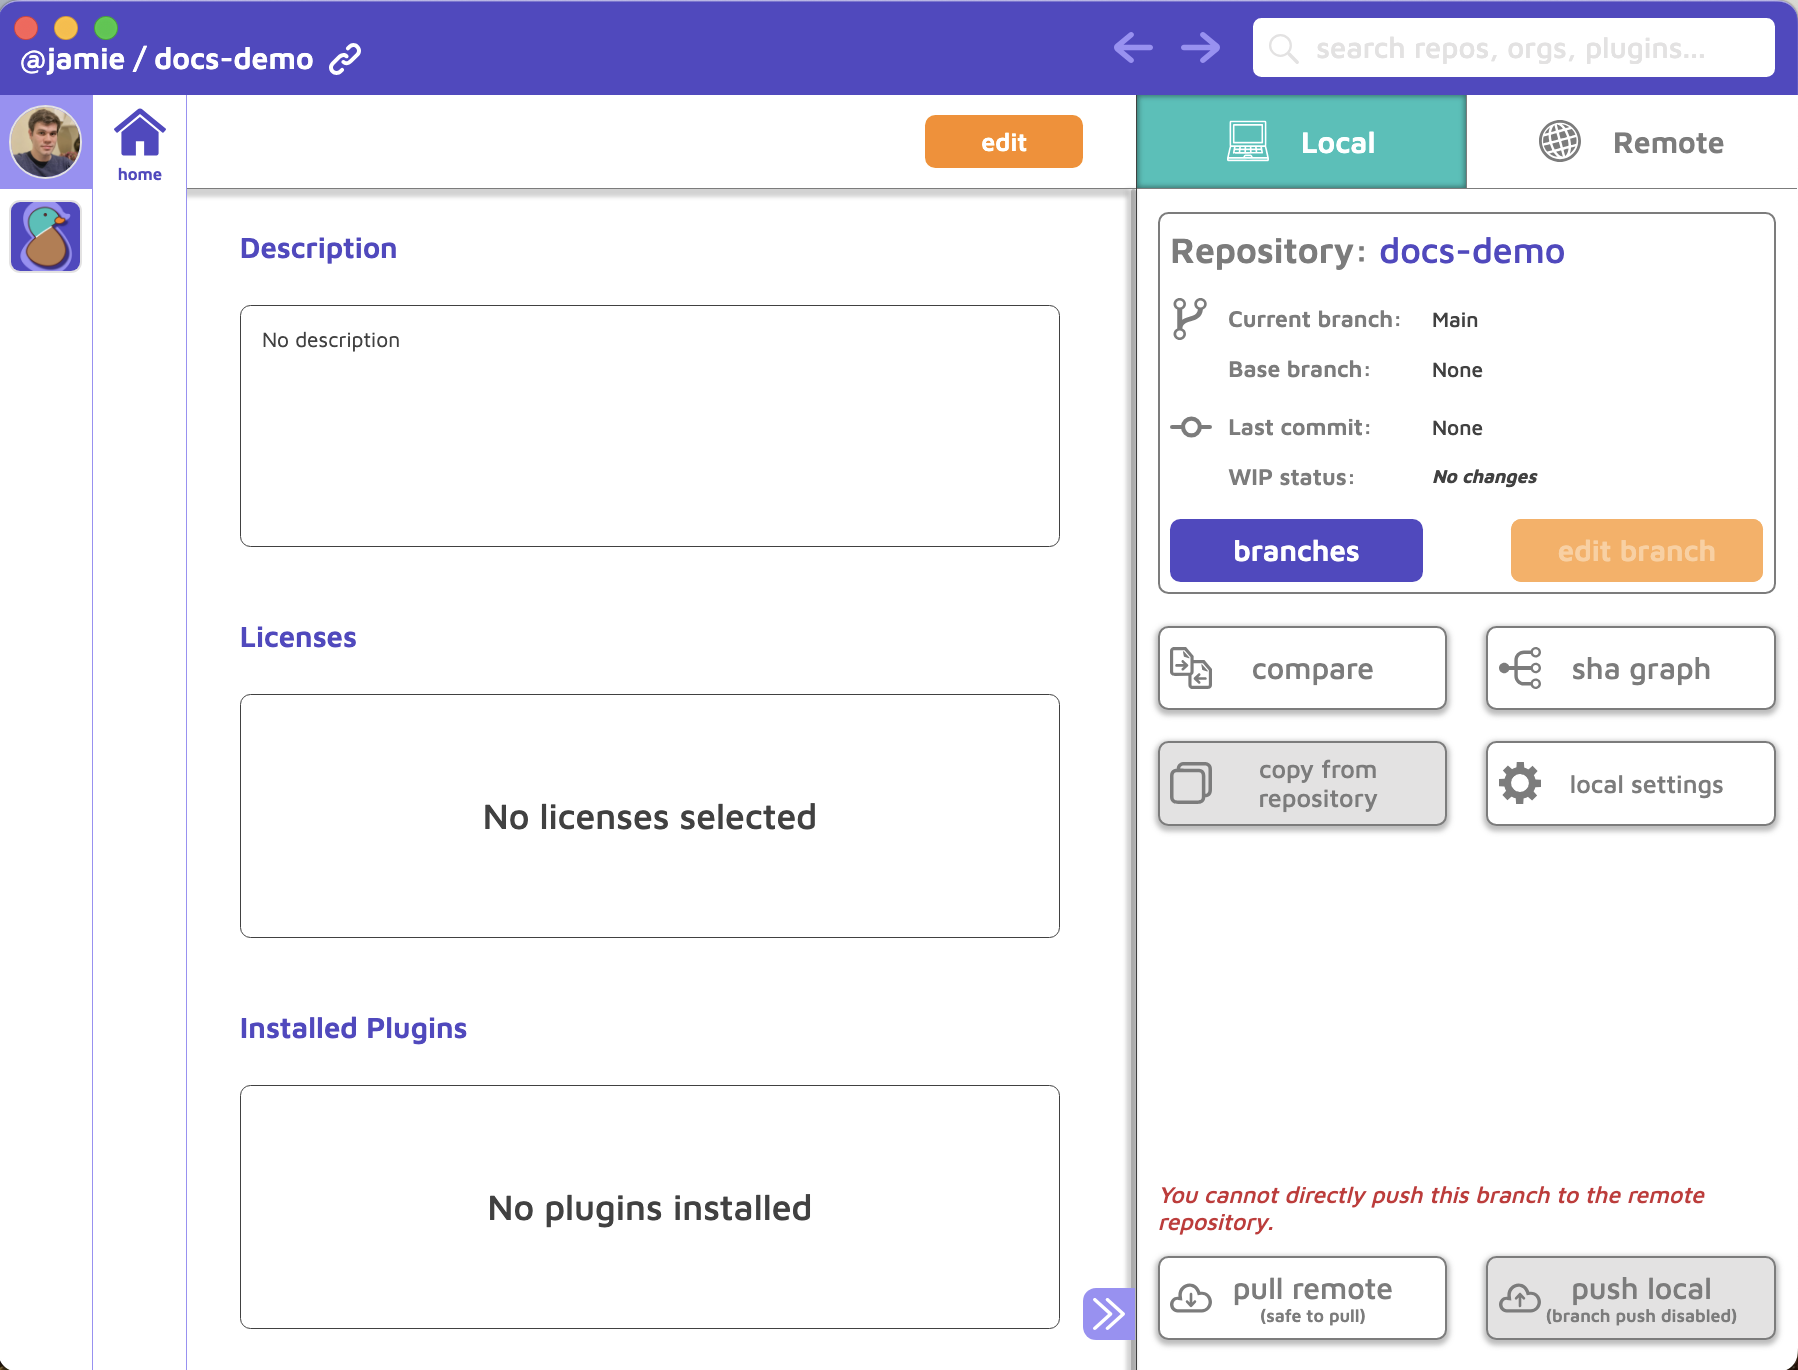 @jamie / docs-demo
search repos, orgs, plugins...
home
edit
Local
Remote
Description
No description
Licenses
No licenses selected
Installed Plugins
No plugins installed
Repository: docs-demo
Current branch: Main
Base branch: None
Last commit: None
WIP status: No changes
branches
edit branch
compare
sha graph
copy from
repository
local settings
You cannot directly push this branch to the remote
repository.
pull remote
(safe to pull)
push local
(branch push disabled)